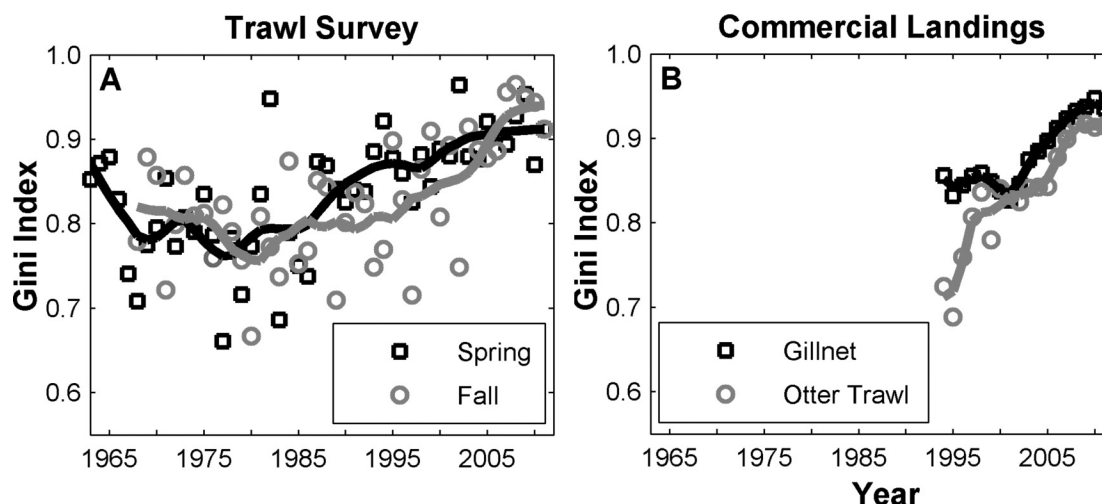 Trawl Survey
Commercial Landings
A
B
Gini Index
1.0
0.9
0.8
0.7
0.6
1965
1975
1985
1995
2005
Spring
Fall
Gini Index
1.0
0.9
0.8
0.7
0.6
1965
1975
1985
1995
2005
Gillnet
Otter Trawl
Year